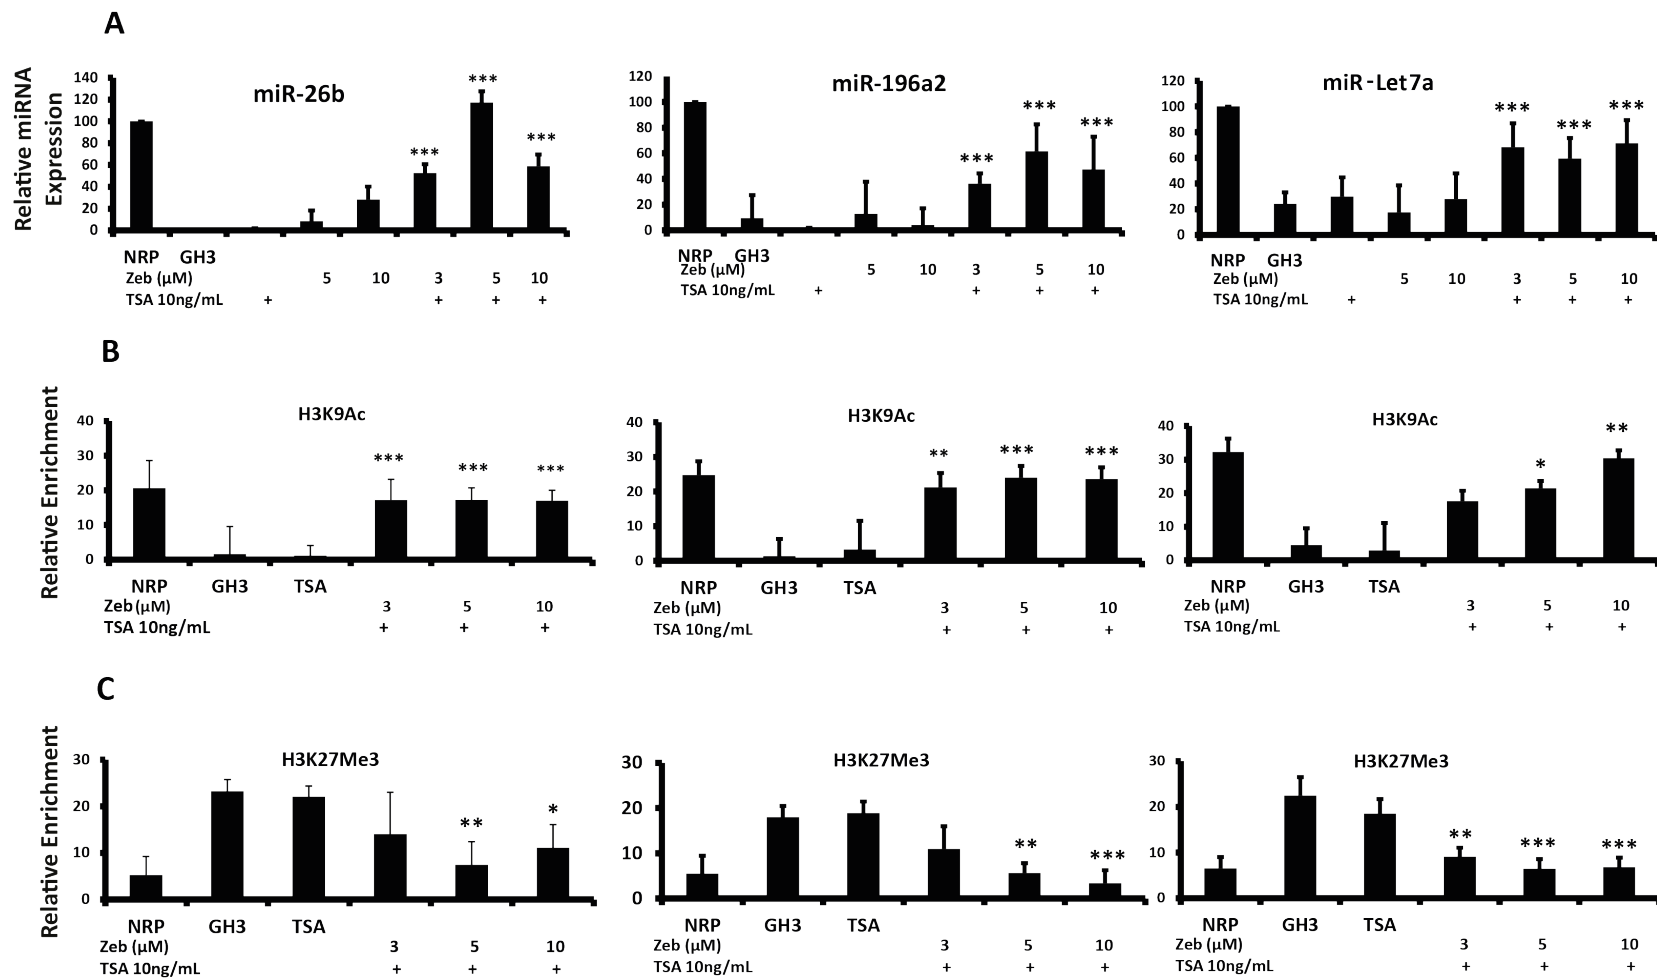 A
Relative miRNA
Expression
miR-26b
140
120
100
80
60
40
20
0
***
***
***
NRP GH3
Zeb (µM) 5 10 3 5 10
TSA 10ng/mL + + + +
miR-196a2
120
100
80
60
40
20
0
***
***
***
NRP GH3
Zeb (µM) 5 10 3 5 10
TSA 10ng/mL + + + +
miR-Let7a
120
100
80
60
40
20
0
***
***
***
NRP GH3
Zeb (µM) 5 10 3 5 10
TSA 10ng/mL + + + +
B
Relative Enrichment
H3K9Ac
40
30
20
10
0
*** *** ***
NRP GH3 TSA
Zeb (µM) 3 5 10
TSA 10ng/mL + + +
H3K9Ac
40
30
20
10
0
** *** ***
NRP GH3 TSA
Zeb (µM) 3 5 10
TSA 10ng/mL + + +
H3K9Ac
40
30
20
10
0
* **
NRP GH3 TSA
Zeb (µM) 3 5 10
TSA 10ng/mL + + +
C
Relative Enrichment
H3K27Me3
30
20
10
0
** *
NRP GH3 TSA
Zeb (µM) 3 5 10
TSA 10ng/mL + + +
H3K27Me3
30
20
10
0
** ***
NRP GH3 TSA
Zeb (µM) 3 5 10
TSA 10ng/mL + + +
H3K27Me3
30
20
10
0
** *** ***
NRP GH3 TSA
Zeb (µM) 3 5 10
TSA 10ng/mL + + +